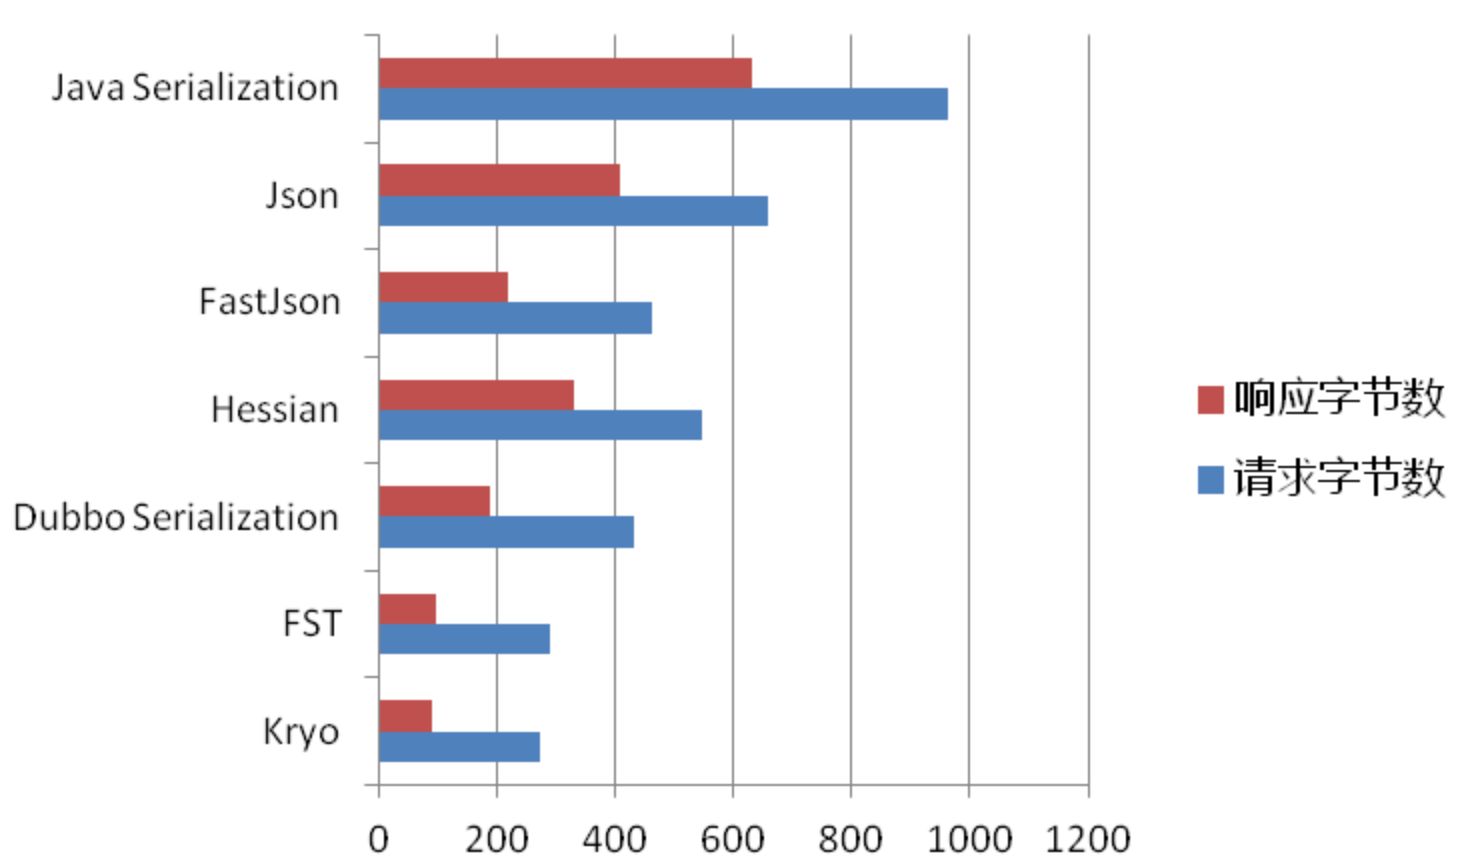 Java Serialization
Json
FastJson
Hessian
Dubbo Serialization
FST
Kryo
0 200 400 600 800 1000 1200
响应字节数
请求字节数